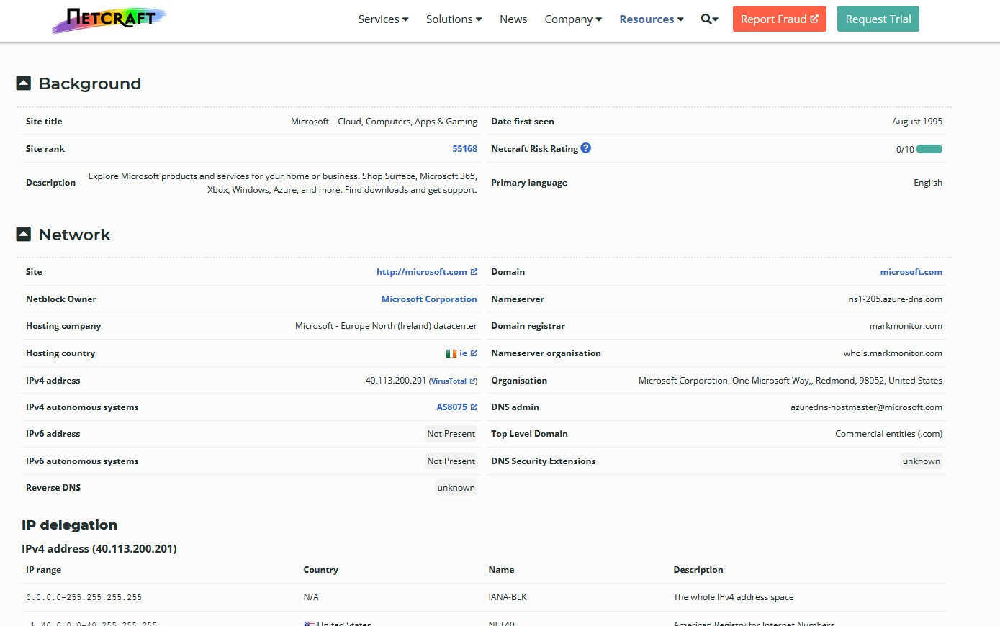 NETCRAFT
Services Solutions News Company Resources Report Fraud Request Trial
Background
Site title Microsoft – Cloud, Computers, Apps & Gaming Date first seen August 1995
Site rank 55168 Netcraft Risk Rating ? 0/10
Description Explore Microsoft products and services for your home or business. Shop Surface, Microsoft 365,
Xbox, Windows, Azure, and more. Find downloads and get support. Primary language English
Network
Site http://microsoft.com Domain microsoft.com
Netblock Owner Microsoft Corporation Nameserver ns1-205.azure-dns.com
Hosting company Microsoft - Europe North (Ireland) datacenter Domain registrar markmonitor.com
Hosting country ie Nameserver organisation whois.markmonitor.com
IPv4 address 40.113.200.201 (VirusTotal) Organisation Microsoft Corporation, One Microsoft Way,, Redmond, 98052, United States
IPv4 autonomous systems AS8075 DNS admin azuredns-hostmaster@microsoft.com
IPv6 address Not Present Top Level Domain Commercial entities (.com)
IPv6 autonomous systems Not Present DNS Security Extensions unknown
Reverse DNS unknown
IP delegation
IPv4 address (40.113.200.201)
IP range Country Name Description
0.0.0.0-255.255.255.255 N/A IANA-BLK The whole IPv4 address space
40.0.0.0-40.255.255.255 United States NET40 American Registry for Internet Numbers